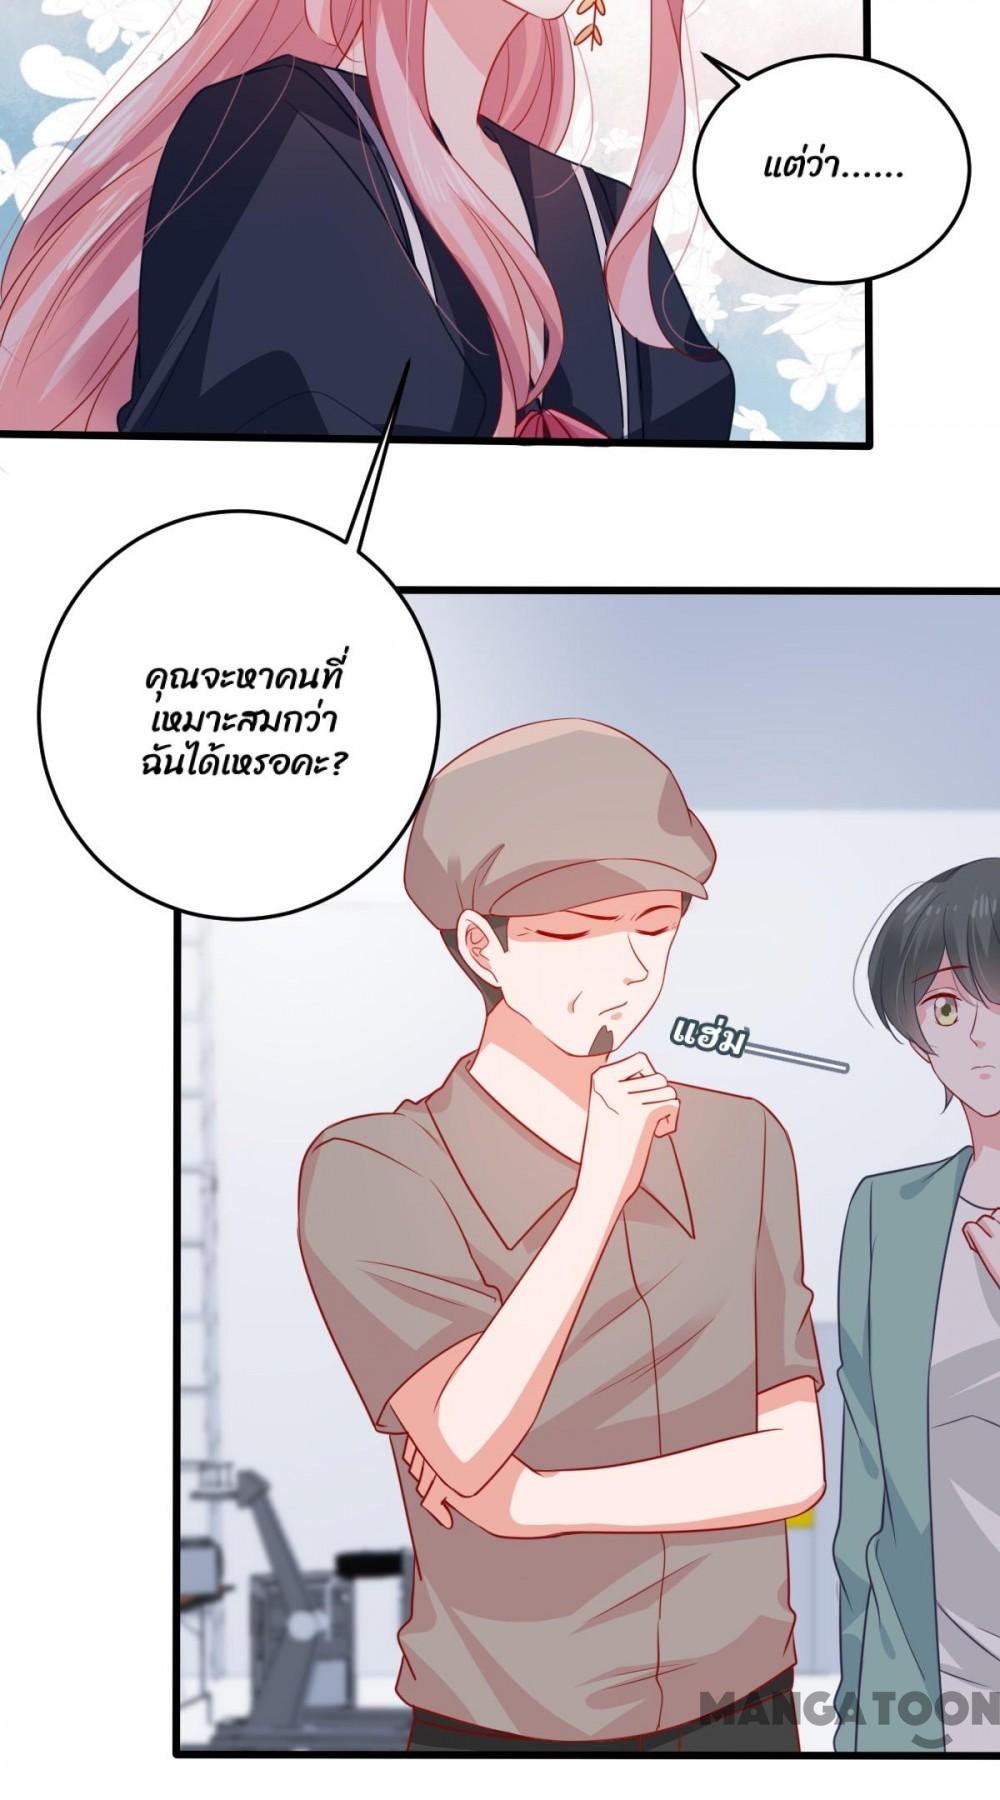 แต่ว่า......
คุณจะหาคนที่
เหมาะสมกว่า
ฉันได้เหรอคะ?
แฮ่ม
MANGATOON